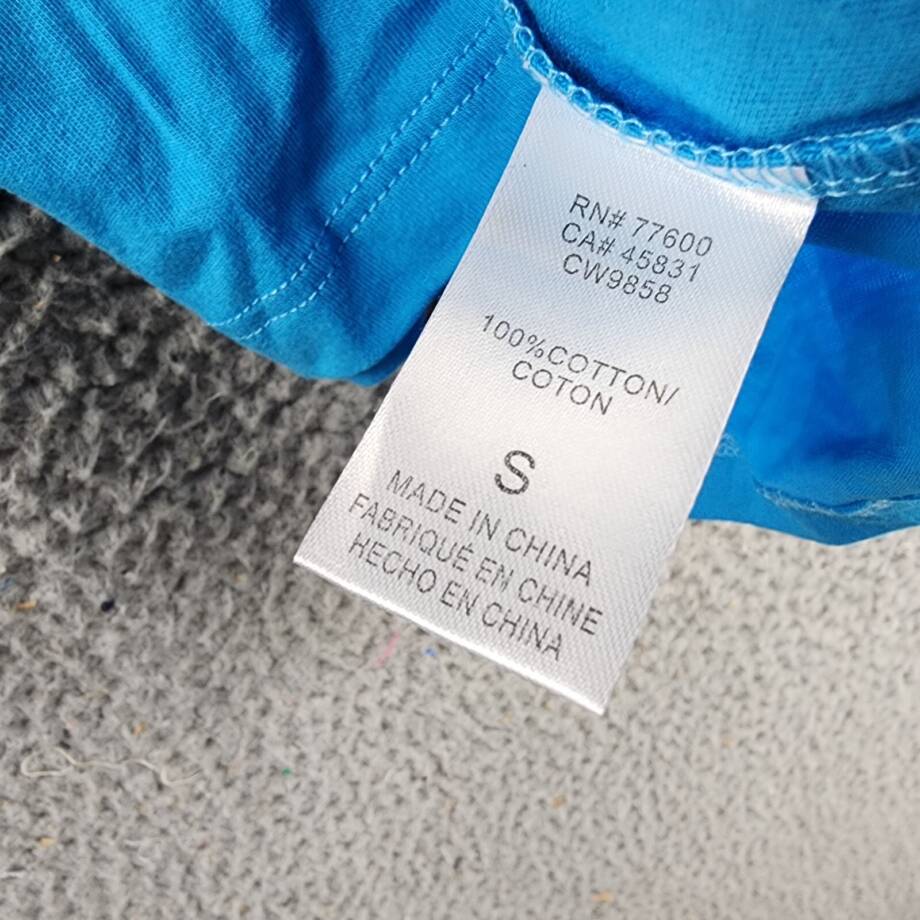 RN# 77600
CA# 45831
CW9858
100%COTTON/
COTON
S
MADE IN CHINA
FABRIQUÉ EN CHINE
HECHO EN CHINA